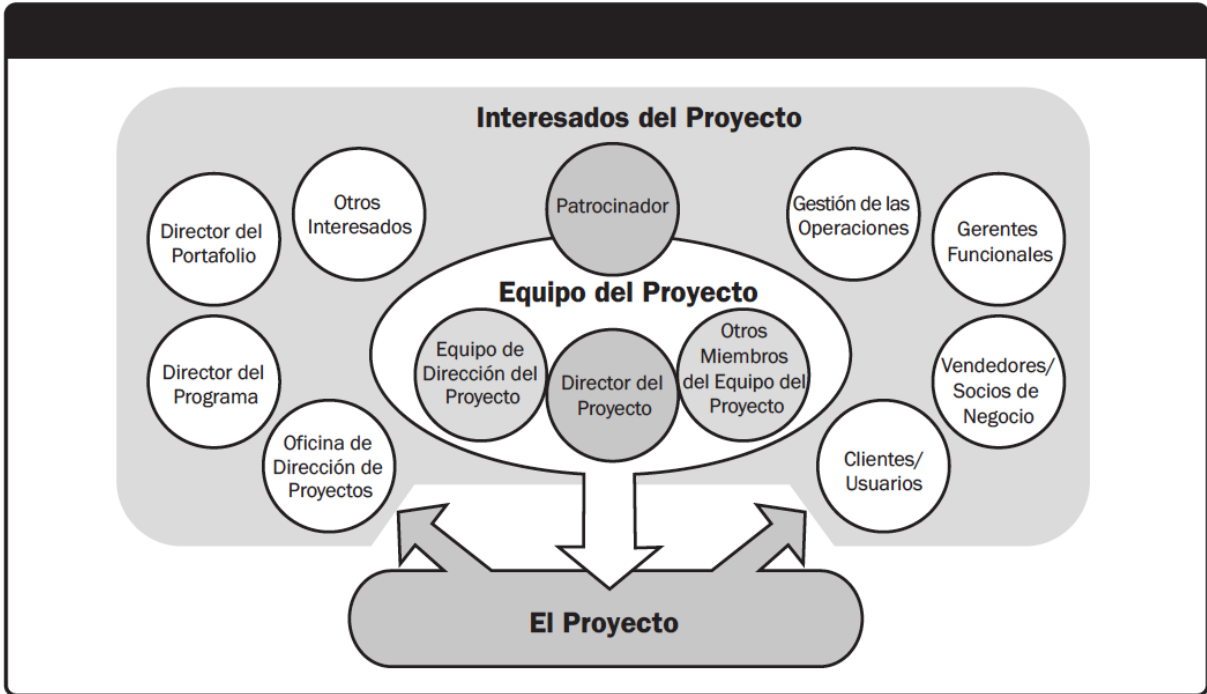 Interesados del Proyecto
Director del
Portafolio
Otros
Interesados
Patrocinador
Gestión de las
Operaciones
Gerentes
Funcionales
Equipo del Proyecto
Director del
Programa
Equipo de
Dirección del
Proyecto
Director del
Proyecto
Otros
Miembros
del Equipo del
Proyecto
Vendedores/
Socios de
Negocio
Oficina de
Dirección de
Proyectos
Clientes/
Usuarios
El Proyecto